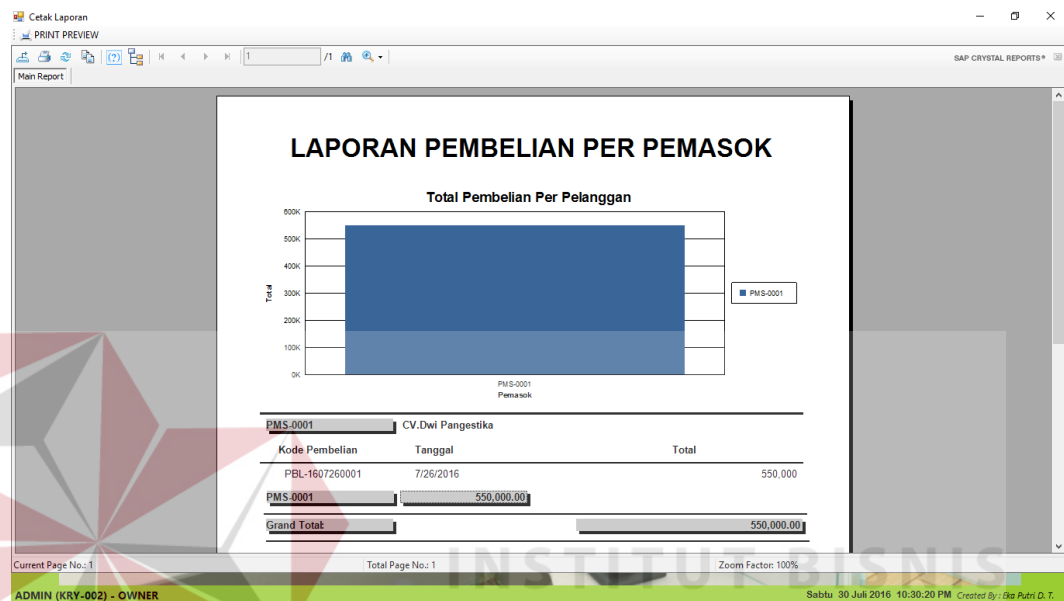 Cetak Laporan
PRINT PREVIEW
1 /1
SAP CRYSTAL REPORTS®
Main Report
LAPORAN PEMBELIAN PER PEMASOK
Total Pembelian Per Pelanggan
600K
500K
400K
300K
200K
100K
0K
Total
PMS-0001
PMS-0001
Pemasok
PMS-0001 CV.Dwi Pangestika
Kode Pembelian Tanggal Total
PBL-1607260001 7/26/2016 550,000
PMS-0001 550,000.00
Grand Total: 550,000.00
INSTITUT BISNIS
Current Page No.: 1 Total Page No.: 1 Zoom Factor: 100%
ADMIN (KRY-002) - OWNER
Sabtu 30 Juli 2016 10:30:20 PM Created By : Eka Putri D. T.